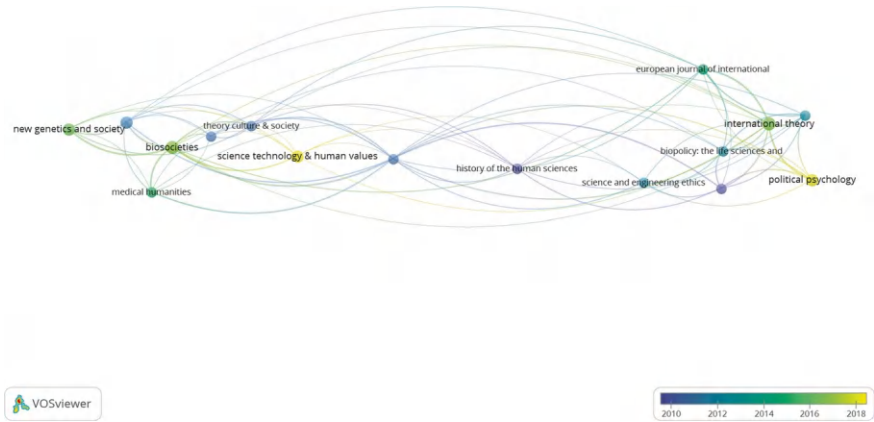 european journal of international
new genetics and society
theory culture & society
international theory
biosocieties
science technology & human values
biopolicy: the life sciences and
history of the human sciences
science and engineering ethics
political psychology
medical humanities
VOSviewer
2010 2012 2014 2016 2018